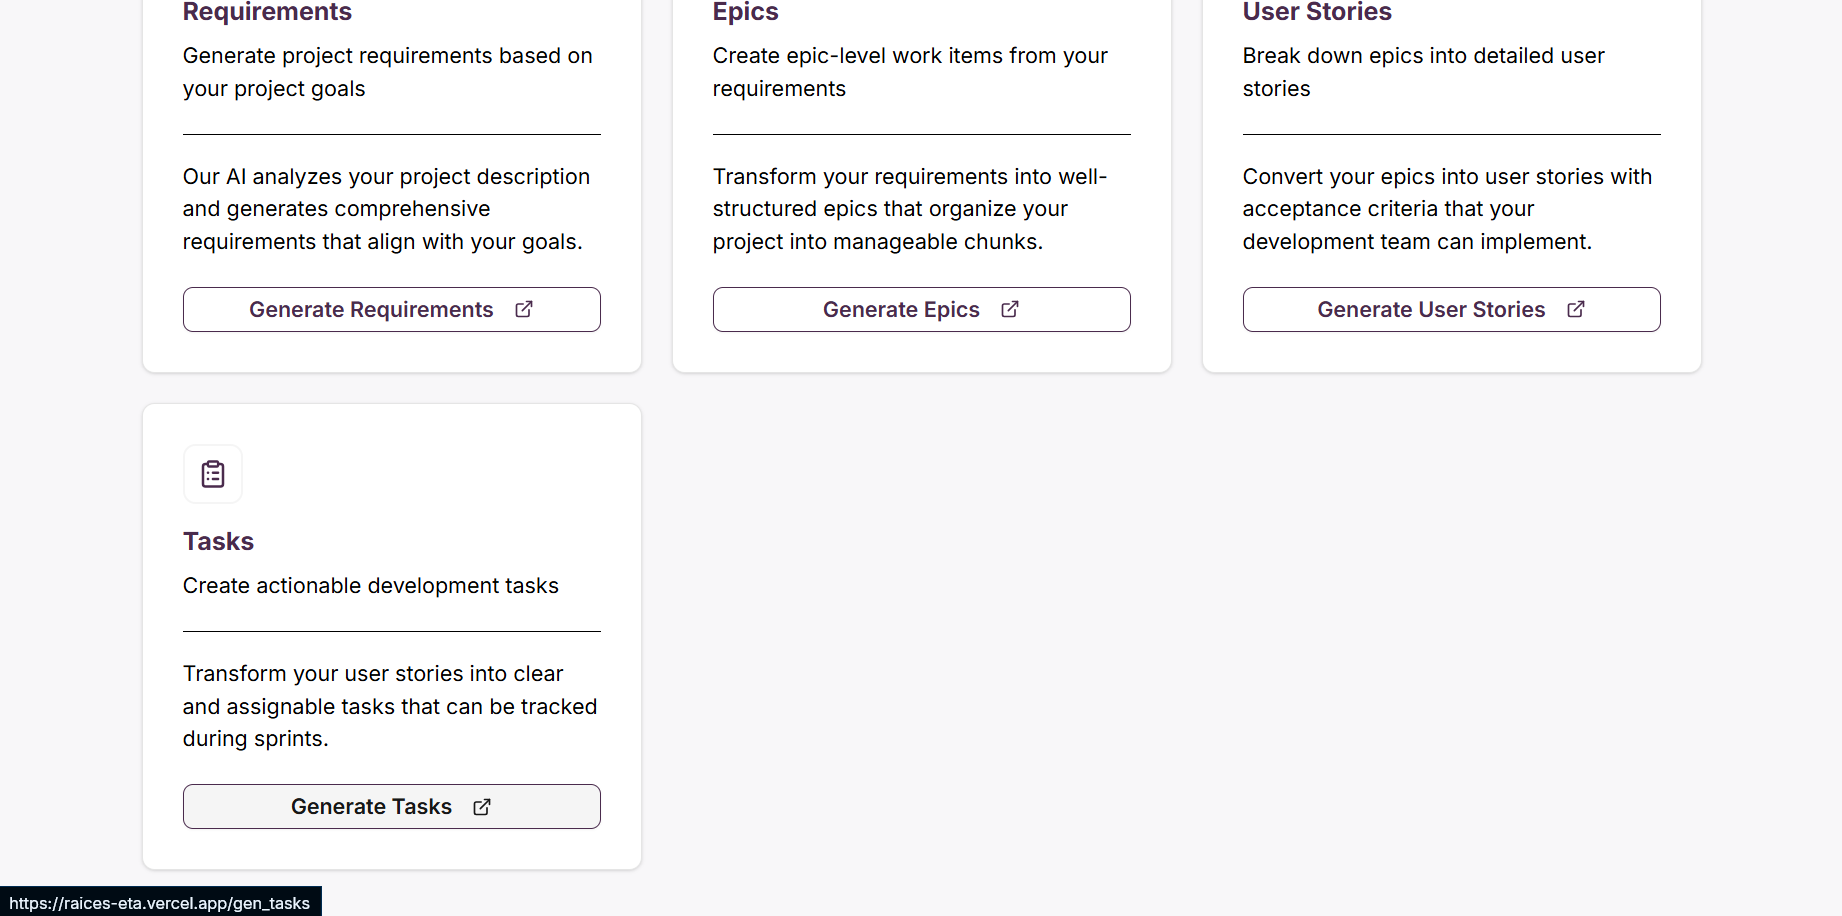 Requirements
Generate project requirements based on
your project goals
Our AI analyzes your project description
and generates comprehensive
requirements that align with your goals.
Generate Requirements
Epics
Create epic-level work items from your
requirements
Transform your requirements into well-
structured epics that organize your
project into manageable chunks.
Generate Epics
User Stories
Break down epics into detailed user
stories
Convert your epics into user stories with
acceptance criteria that your
development team can implement.
Generate User Stories
Tasks
Create actionable development tasks
Transform your user stories into clear
and assignable tasks that can be tracked
during sprints.
Generate Tasks
https://raices-eta.vercel.app/gen_tasks